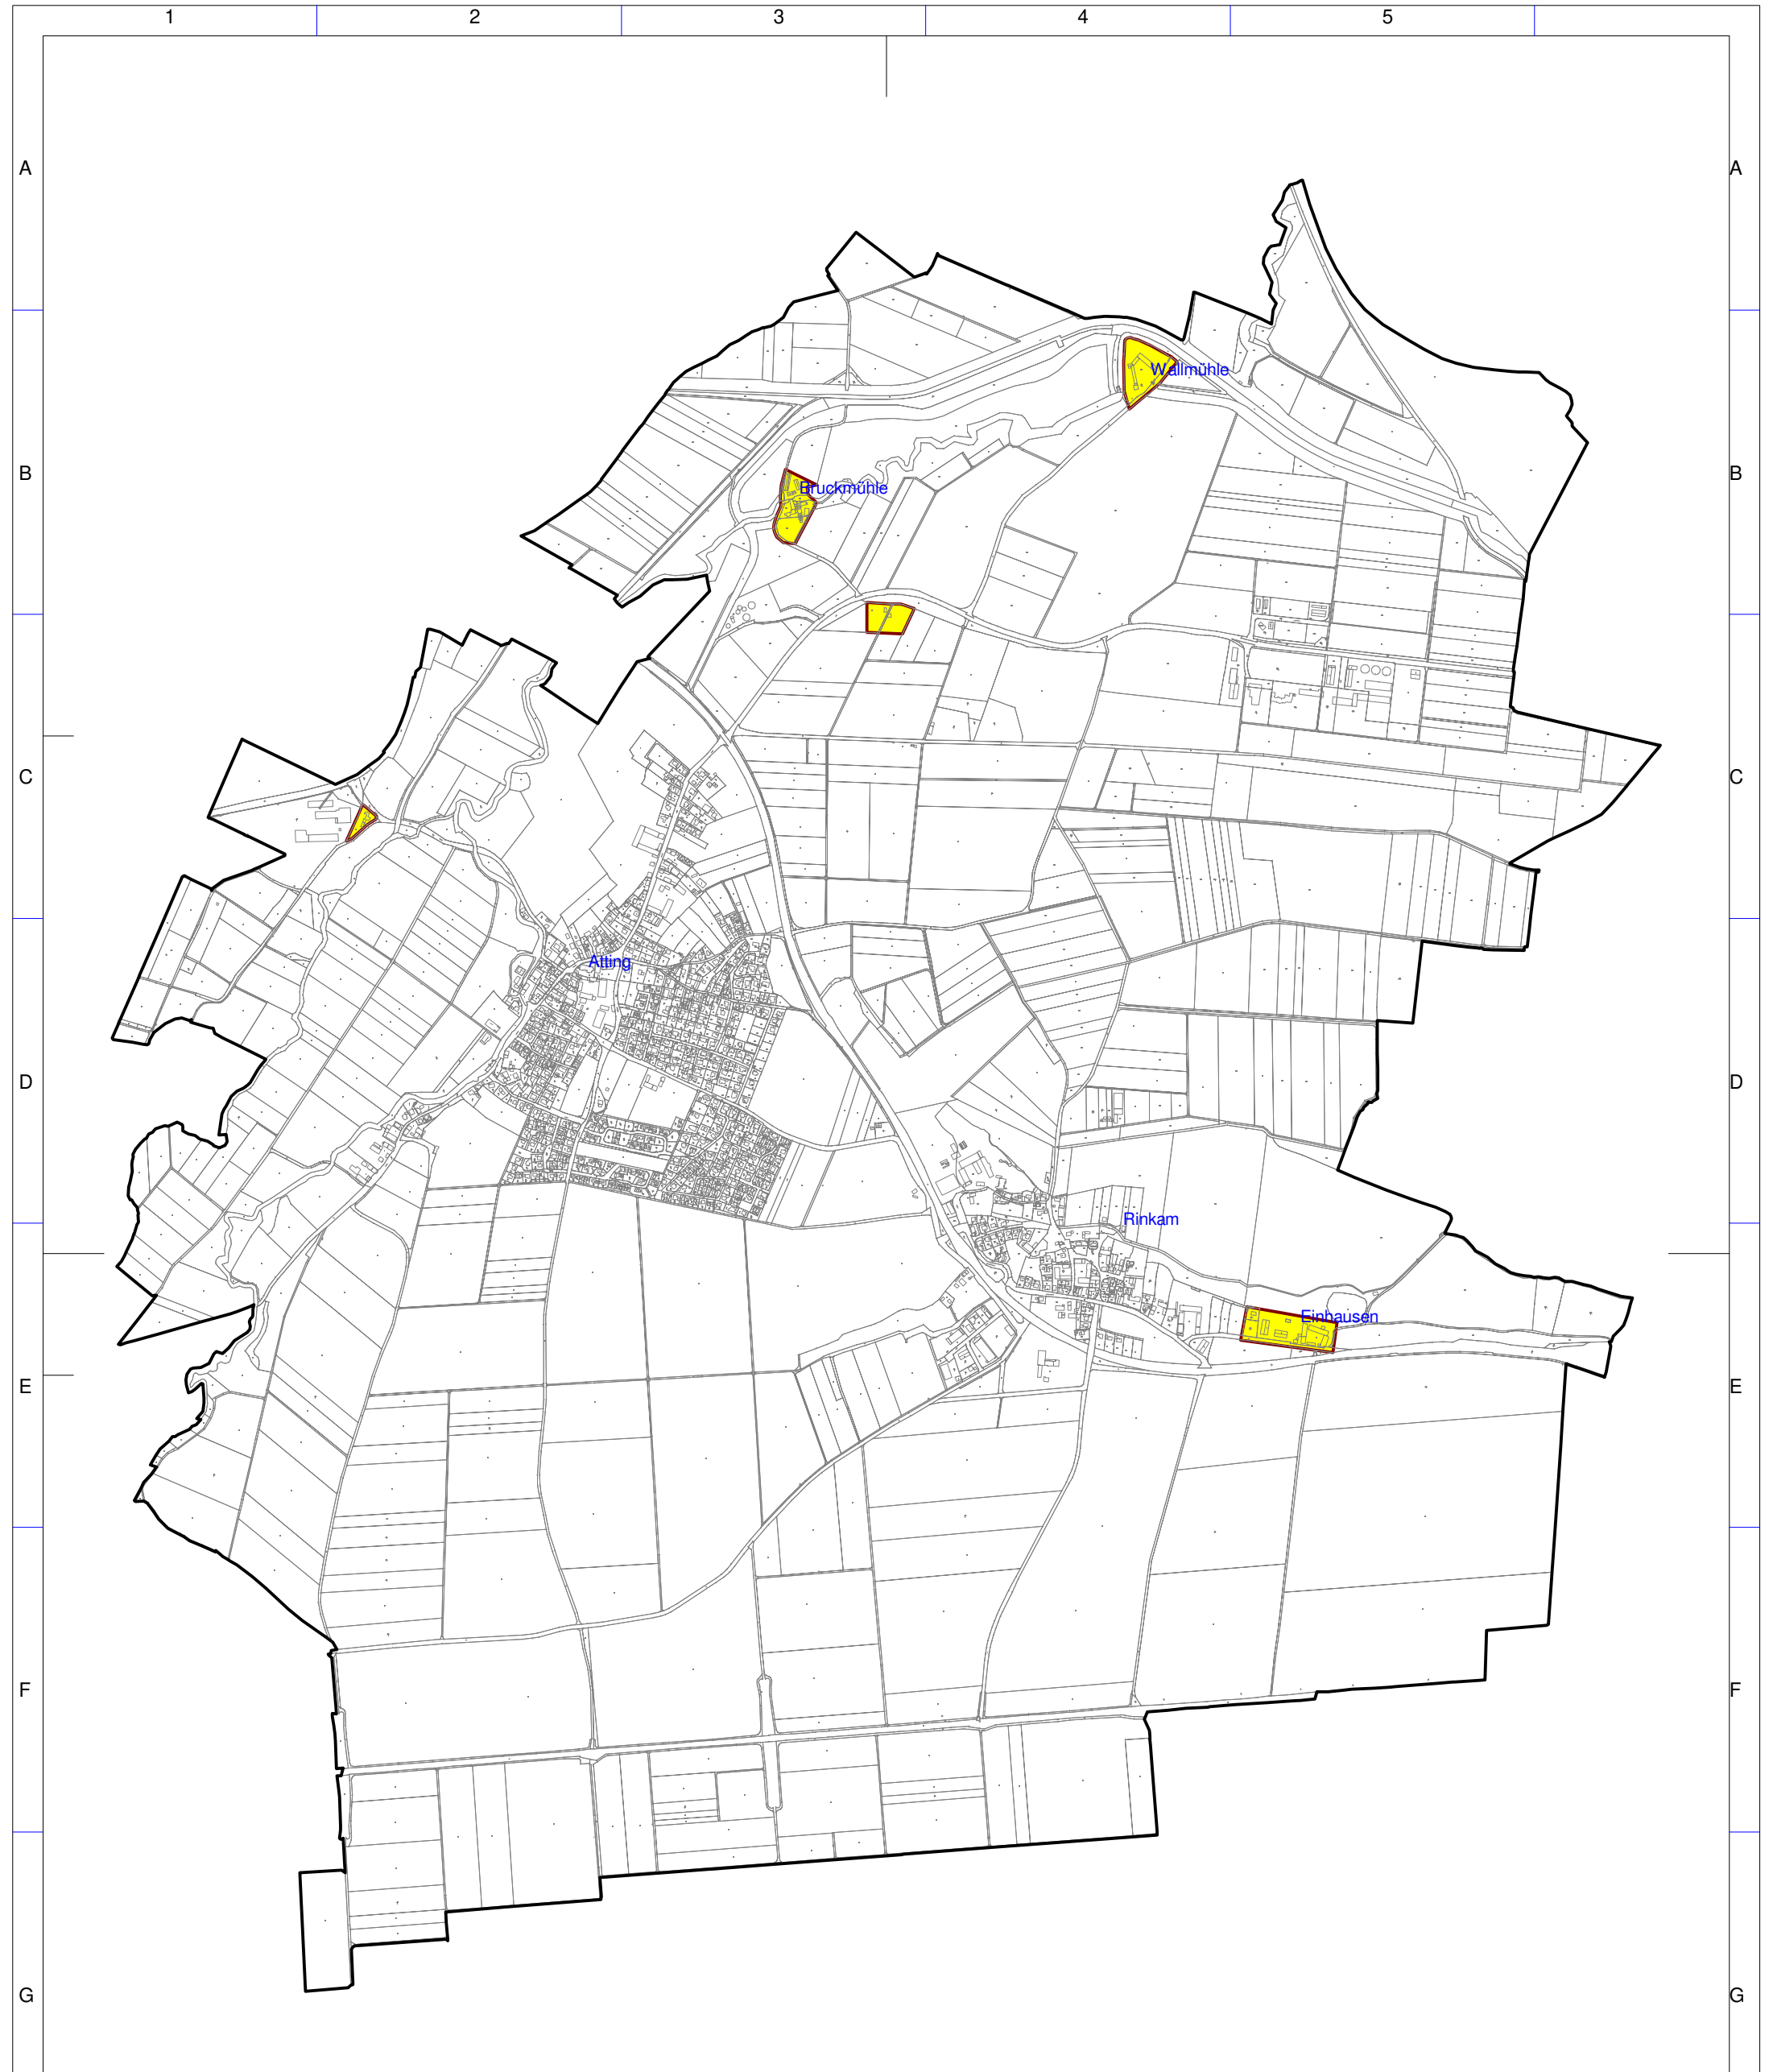 1 2 3 4 5
A A
Wallmühle
B B
Bruckmühle
C C
Atting
D D
Rinkam
Einhausen
E E
F F
G G